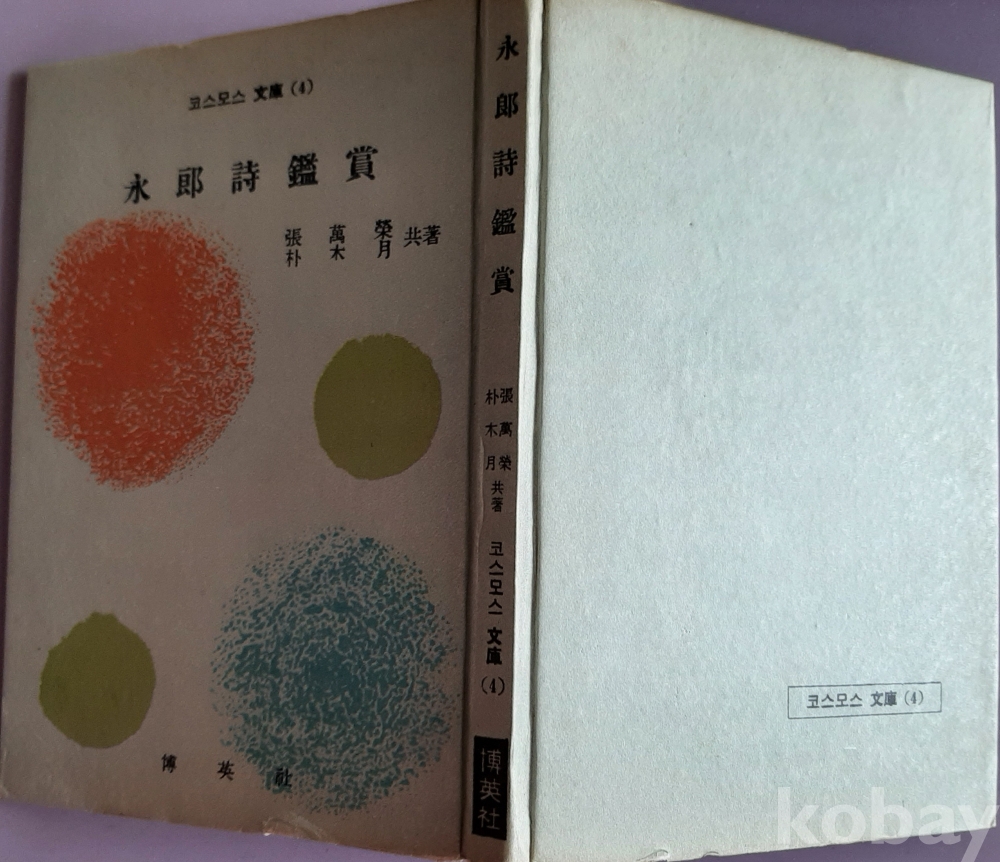 코스모스 文庫 (4)
永郎詩鑑賞
張萬榮
朴木月 共著
博英社
永郎詩鑑賞
張萬榮
朴木月
共著
코스모스 文庫 (4)
博英社
코스모스 文庫 (4)
kobay